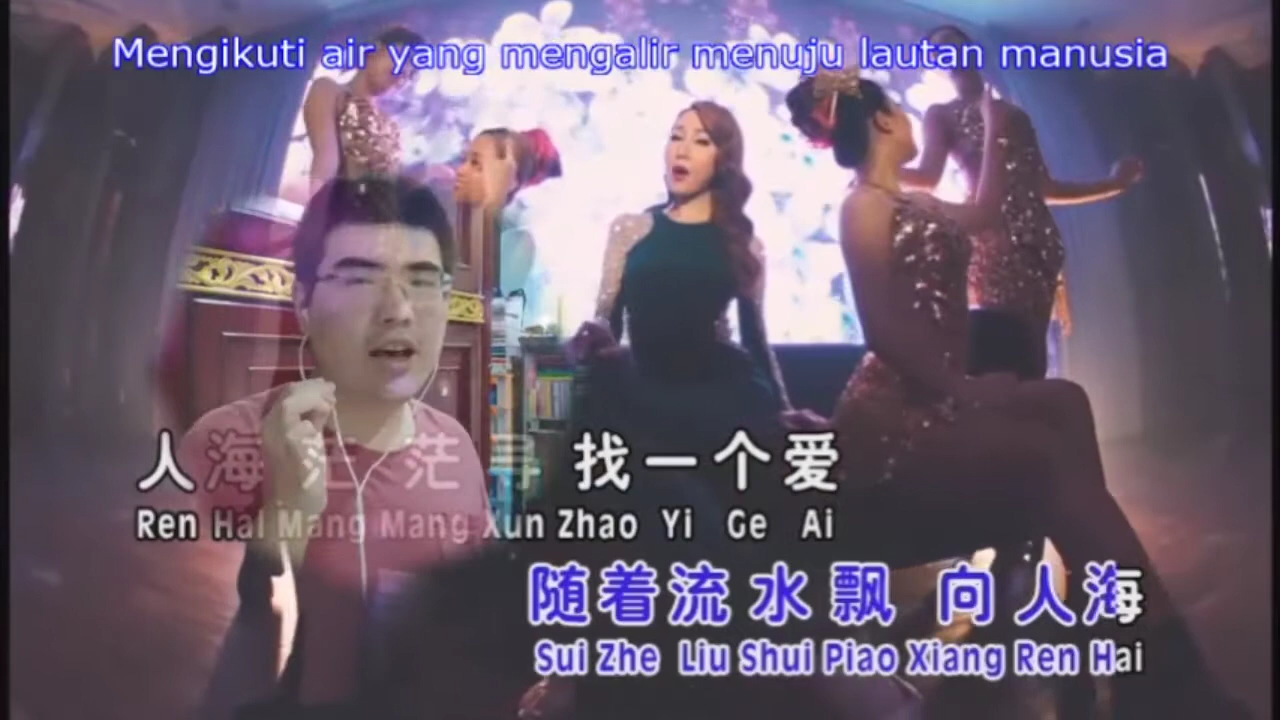 Mengikuti air yang mengalir menuju lautan manusia
人海茫茫寻找一个爱
Ren Hai Mang Mang Xun Zhao Yi Ge Ai
随着流水飘向人海
Sui Zhe Liu Shui Piao Xiang Ren Hai